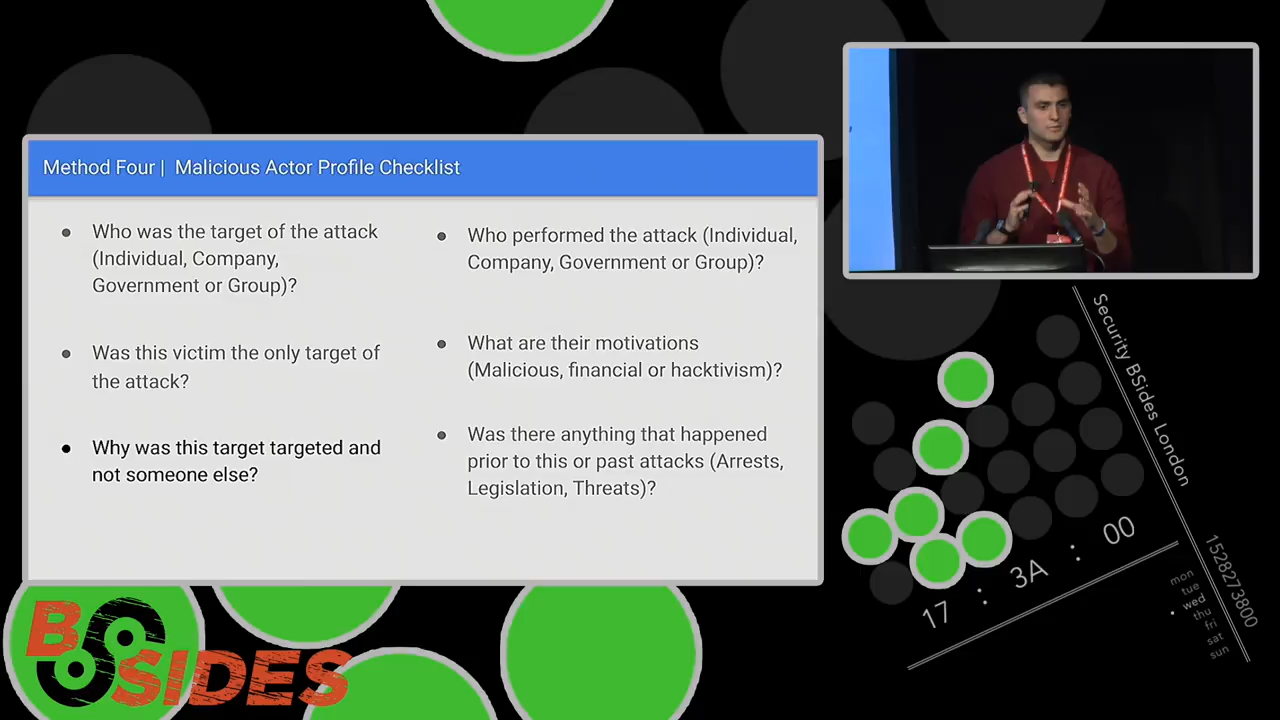 Method Four | Malicious Actor Profile Checklist
● Who was the target of the attack
(Individual, Company,
Government or Group)?
● Was this victim the only target of
the attack?
● Why was this target targeted and
not someone else?
● Who performed the attack (Individual,
Company, Government or Group)?
● What are their motivations
(Malicious, financial or hacktivism)?
● Was there anything that happened
prior to this or past attacks (Arrests,
Legislation, Threats)?
Security BSides London
17 : 3A : 00
1528273800
mon
tue
wed
thu
fri
sat
sun
BSIDES